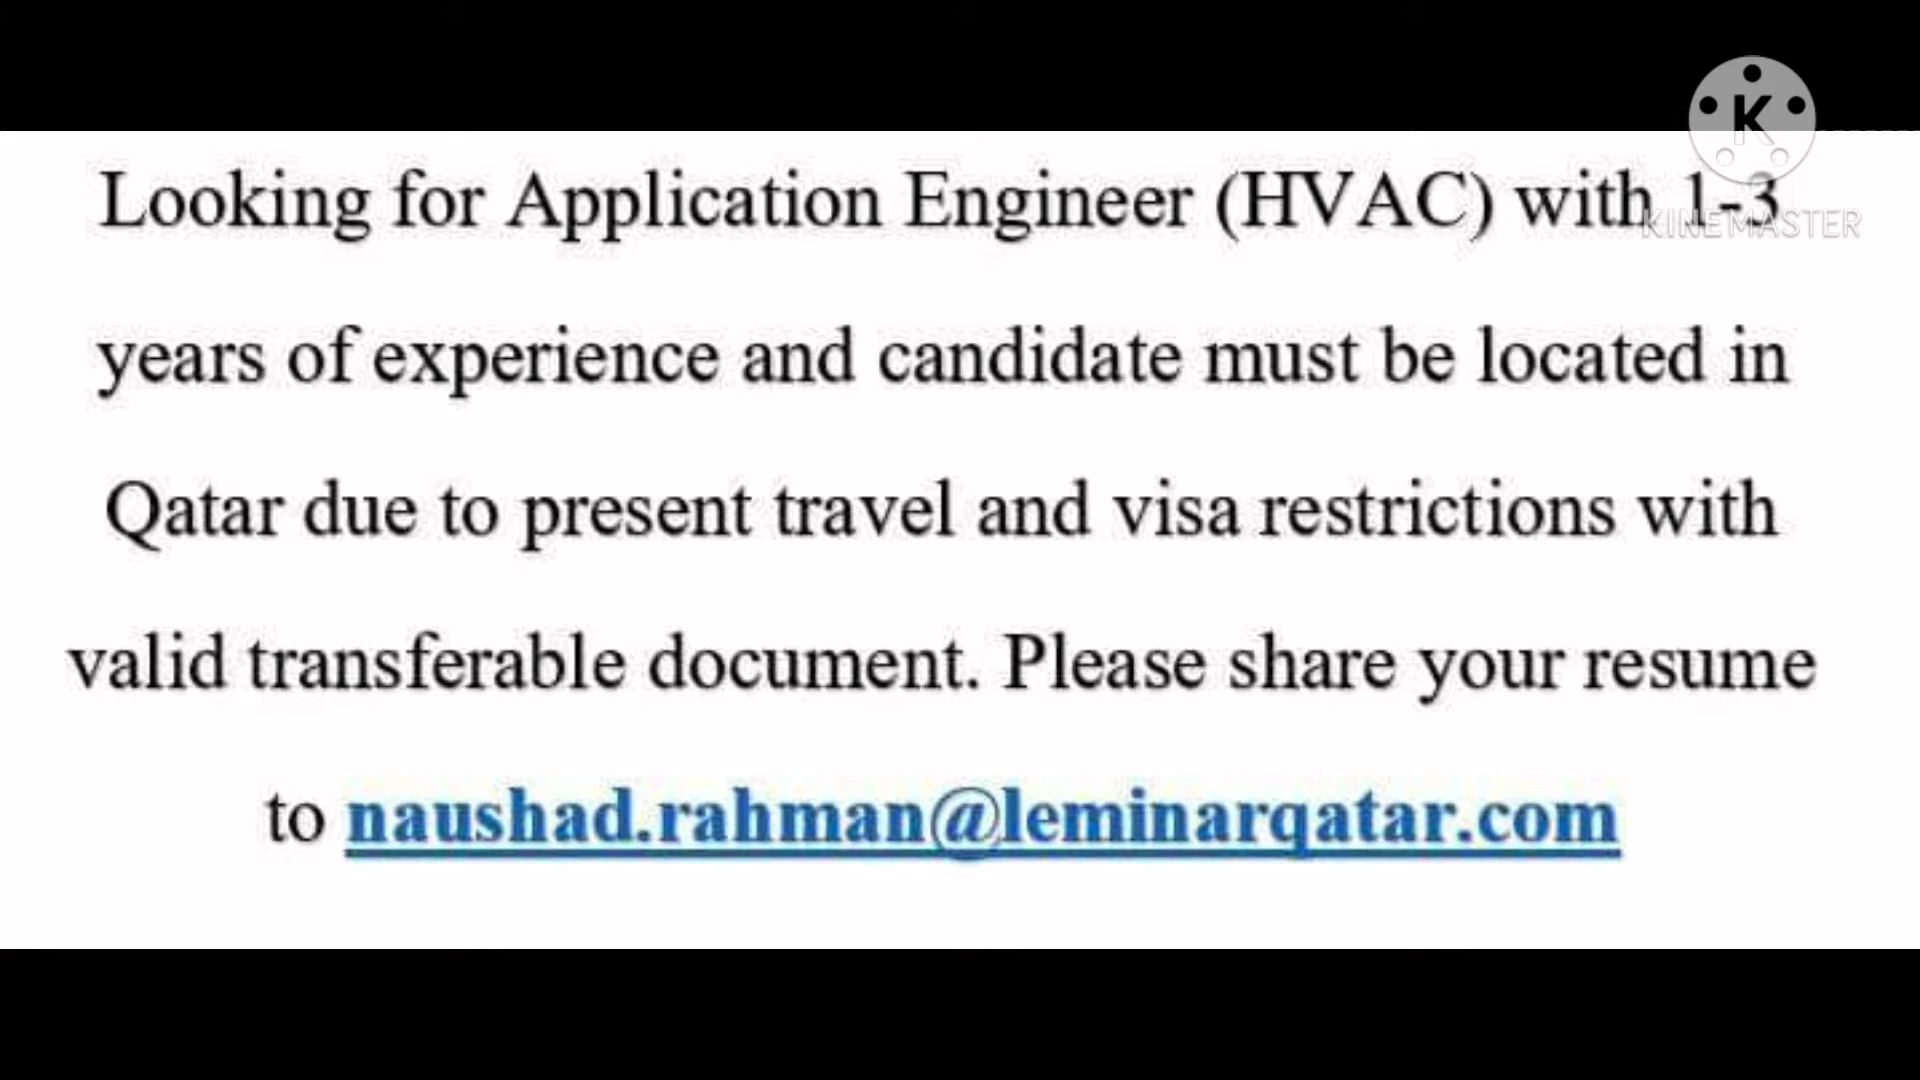 Looking for Application Engineer (HVAC) with 1-3
KINEMASTER
years of experience and candidate must be located in
Qatar due to present travel and visa restrictions with
valid transferable document. Please share your resume
to naushad.rahman@leminarqatar.com